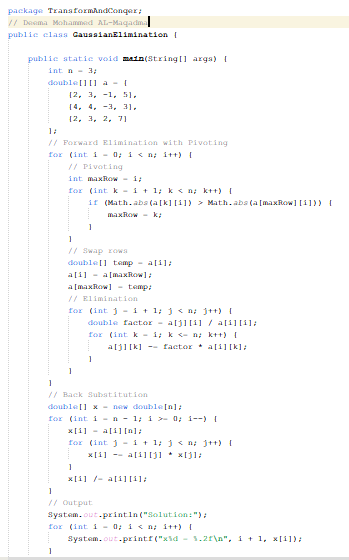 package TransformAndConqer;
// Deema Mohammed AL-Maqadma
public class GaussianElimination {
public static void main(String[] args) {
int n = 3;
double[][] a = {
{2, 3, -1, 5},
{4, 4, -3, 3},
{2, 3, 2, 7}
};
// Forward Elimination with Pivoting
for (int i = 0; i < n; i++) {
// Pivoting
int maxRow = i;
for (int k = i + 1; k < n; k++) {
if (Math.abs(a[k][i]) > Math.abs(a[maxRow][i])) {
maxRow = k;
}
}
// Swap rows
double[] temp = a[i];
a[i] = a[maxRow];
a[maxRow] = temp;
// Elimination
for (int j = i + 1; j < n; j++) {
double factor = a[j][i] / a[i][i];
for (int k = i; k <= n; k++) {
a[j][k] -= factor * a[i][k];
}
}
}
// Back Substitution
double[] x = new double[n];
for (int i = n - 1; i >= 0; i--) {
x[i] = a[i][n];
for (int j = i + 1; j < n; j++) {
x[i] -= a[i][j] * x[j];
}
x[i] /= a[i][i];
}
// Output
System.out.println("Solution:");
for (int i = 0; i < n; i++) {
System.out.printf("x%d = %.2f\n", i + 1, x[i]);
}